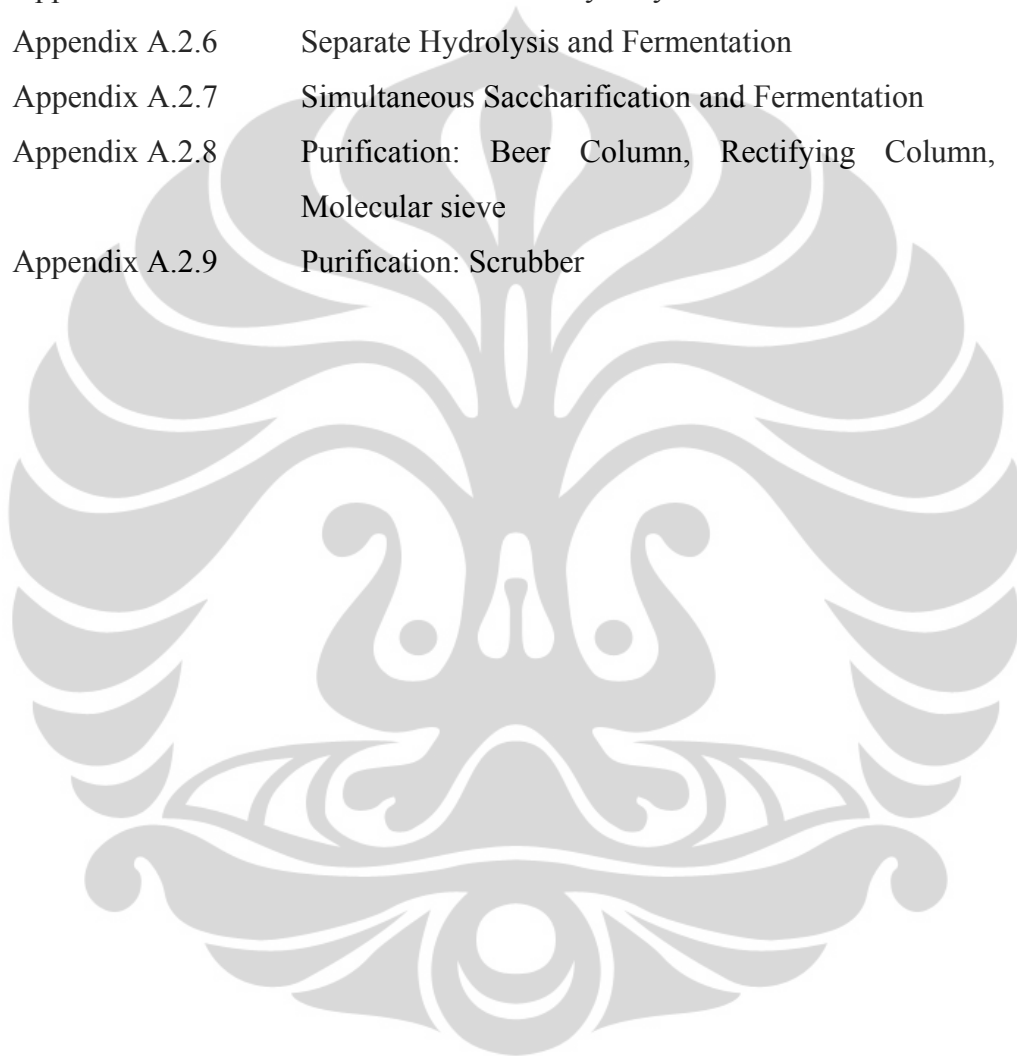 Appendix A.2.6 Separate Hydrolysis and Fermentation
Appendix A.2.7 Simultaneous Saccharification and Fermentation
Appendix A.2.8 Purification: Beer Column, Rectifying Column,
Molecular sieve
Appendix A.2.9 Purification: Scrubber